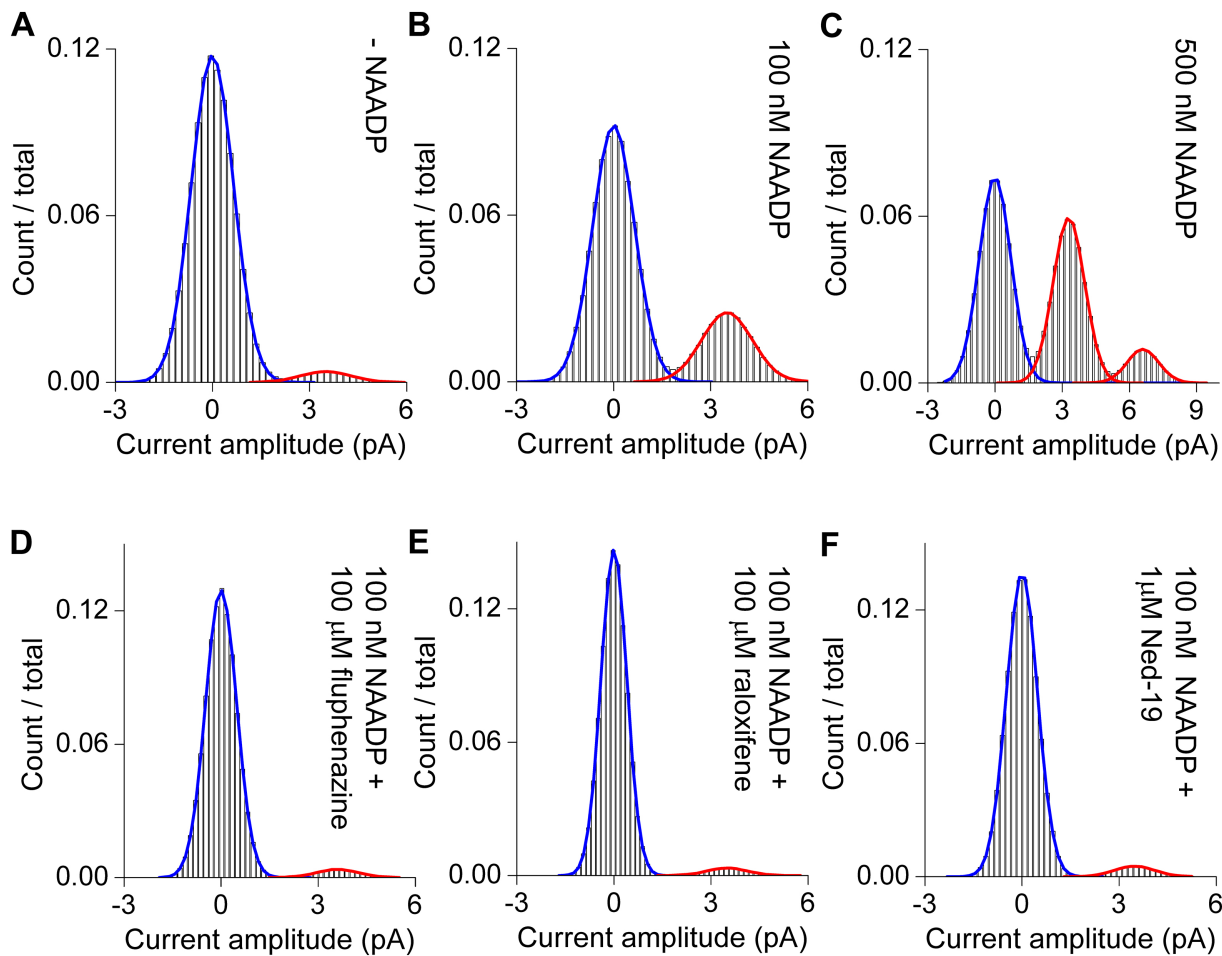 A
B
C
0.12
0.06
0.00
Count / total
- NAADP
-3
0
3
6
Current amplitude (pA)
0.12
0.06
0.00
Count / total
100 nM NAADP
-3
0
3
6
Current amplitude (pA)
0.12
0.06
0.00
Count / total
500 nM NAADP
-3
0
3
6
9
Current amplitude (pA)
D
E
F
0.12
0.06
0.00
Count / total
100 nM NAADP +
100 μM fluphenazine
-3
0
3
6
Current amplitude (pA)
0.12
0.06
0.00
Count / total
100 nM NAADP +
100 μM raloxifene
-3
0
3
6
Current amplitude (pA)
0.12
0.06
0.00
Count / total
100 nM NAADP +
1μM Ned-19
-3
0
3
6
Current amplitude (pA)